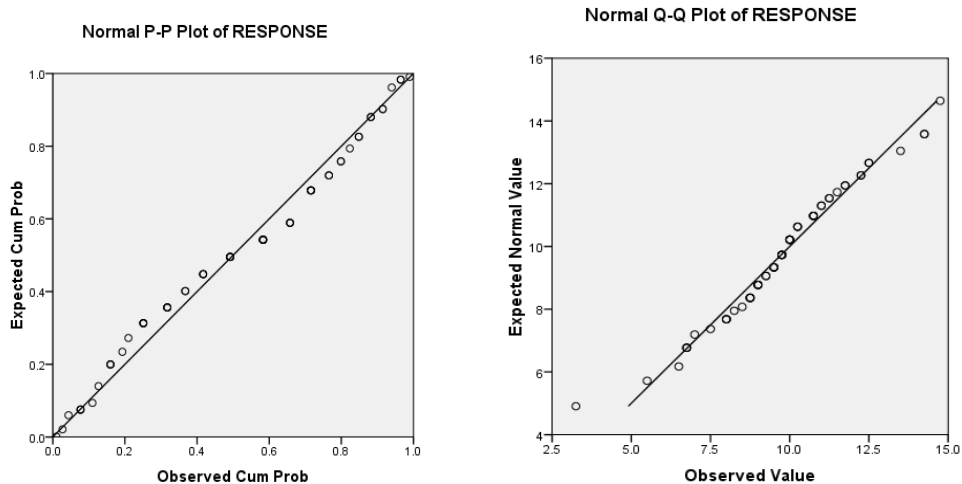 Normal P-P Plot of RESPONSE
Expected Cum Prob
1.0
0.8
0.6
0.4
0.2
0.0
0.0 0.2 0.4 0.6 0.8 1.0
Observed Cum Prob
Normal Q-Q Plot of RESPONSE
Expected Normal Value
16
14
12
10
8
6
4
2.5 5.0 7.5 10.0 12.5 15.0
Observed Value